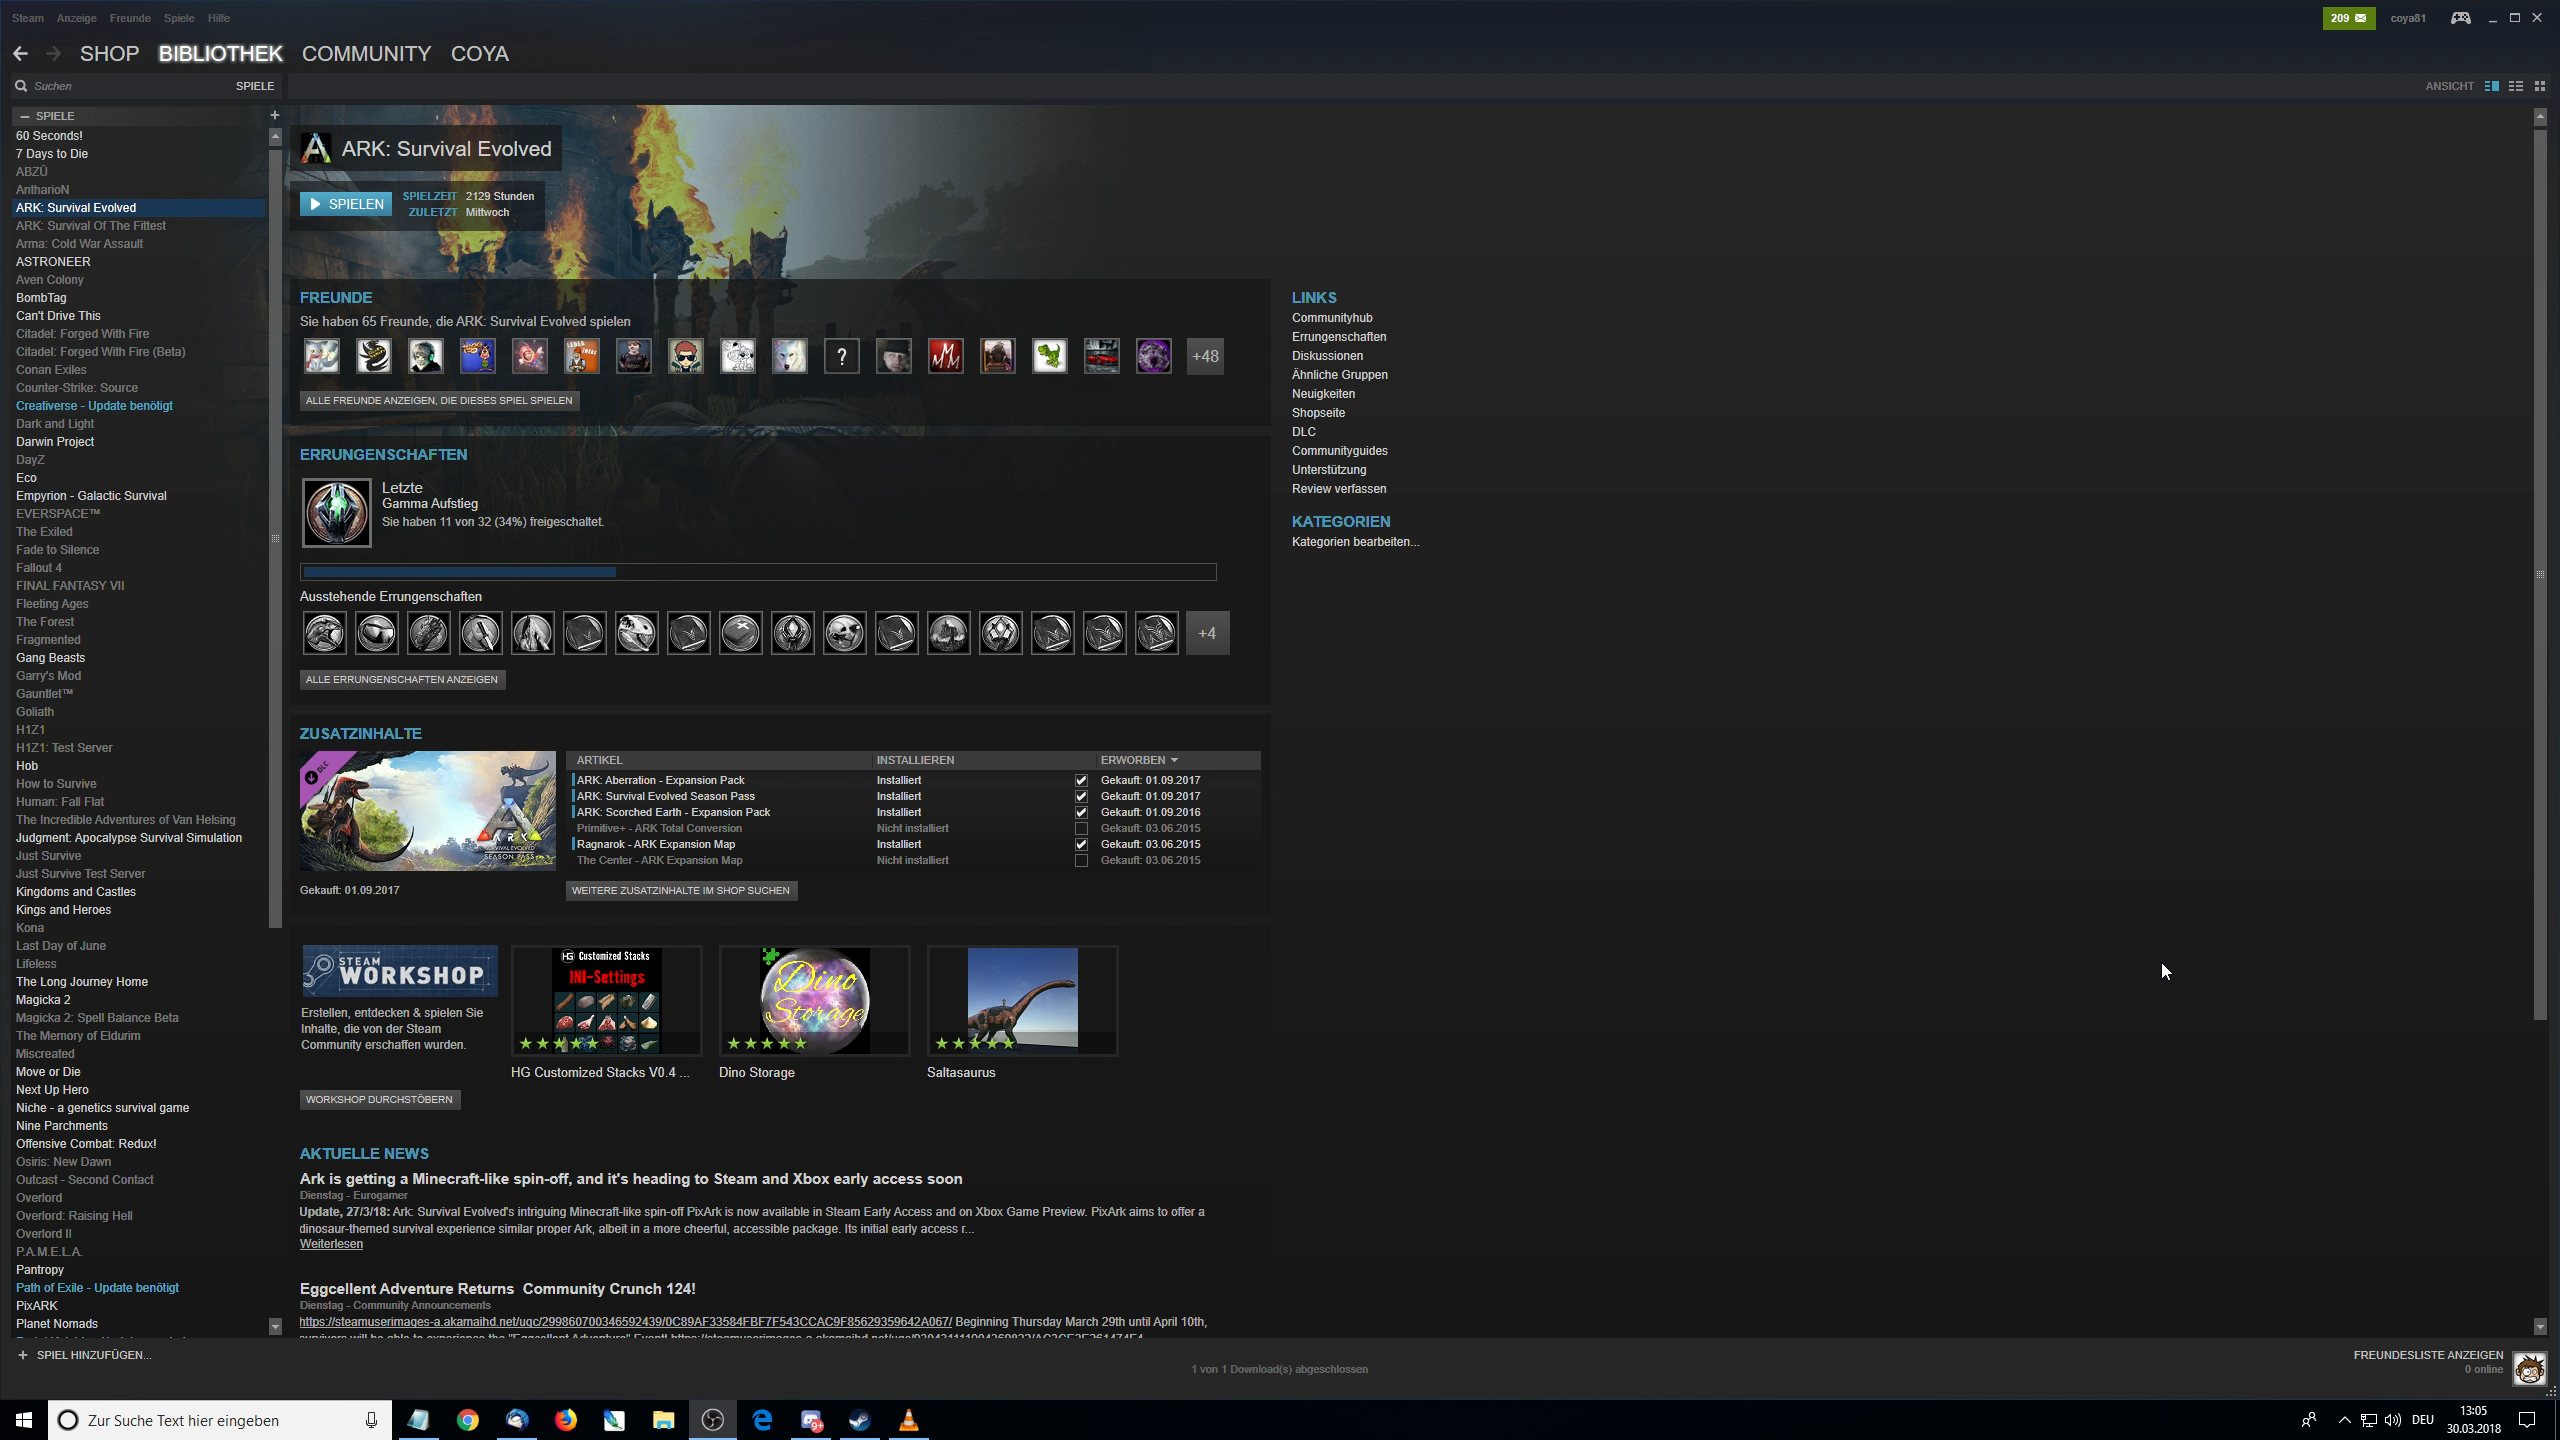 Steam Anzeige Freunde Spiele Hilfe
209 coya81
SHOP BIBLIOTHEK COMMUNITY COYA
Suchen SPIELE
ANSICHT
SPIELE
60 Seconds!
7 Days to Die
ABZÛ
AntharioN
ARK: Survival Evolved
ARK: Survival Of The Fittest
Arma: Cold War Assault
ASTRONEER
Aven Colony
BombTag
Can't Drive This
Citadel: Forged With Fire
Citadel: Forged With Fire (Beta)
Conan Exiles
Counter-Strike: Source
Creativerse - Update benötigt
Dark and Light
Darwin Project
DayZ
Eco
Empyrion - Galactic Survival
EVERSPACE™
The Exiled
Fade to Silence
Fallout 4
FINAL FANTASY VII
Fleeting Ages
The Forest
Fragmented
Gang Beasts
Garry's Mod
Gauntlet™
Goliath
H1Z1
H1Z1: Test Server
Hob
How to Survive
Human: Fall Flat
The Incredible Adventures of Van Helsing
Judgment: Apocalypse Survival Simulation
Just Survive
Just Survive Test Server
Kingdoms and Castles
Kings and Heroes
Kona
Last Day of June
Lifeless
The Long Journey Home
Magicka 2
Magicka 2: Spell Balance Beta
The Memory of Eldurim
Miscreated
Move or Die
Next Up Hero
Niche - a genetics survival game
Nine Parchments
Offensive Combat: Redux!
Osiris: New Dawn
Outcast - Second Contact
Overlord
Overlord: Raising Hell
Overlord II
P.A.M.E.L.A.
Pantropy
Path of Exile - Update benötigt
PixARK
Planet Nomads
SPIEL HINZUFÜGEN...
ARK: Survival Evolved
SPIELEN
SPIELZEIT 2129 Stunden
ZULETZT Mittwoch
FREUNDE
Sie haben 65 Freunde, die ARK: Survival Evolved spielen
?
+48
ALLE FREUNDE ANZEIGEN, DIE DIESES SPIEL SPIELEN
ERRUNGENSCHAFTEN
Letzte
Gamma Aufstieg
Sie haben 11 von 32 (34%) freigeschaltet.
Ausstehende Errungenschaften
+4
ALLE ERRUNGENSCHAFTEN ANZEIGEN
ZUSATZINHALTE
DLC
ARK
SURVIVAL EVOLVED
SEASON PASS
Gekauft: 01.09.2017
ARTIKEL INSTALLIEREN ERWORBEN
ARK: Aberration - Expansion Pack Installiert Gekauft: 01.09.2017
ARK: Survival Evolved Season Pass Installiert Gekauft: 01.09.2017
ARK: Scorched Earth - Expansion Pack Installiert Gekauft: 01.09.2016
Primitive+ - ARK Total Conversion Nicht installiert Gekauft: 03.06.2015
Ragnarok - ARK Expansion Map Installiert Gekauft: 03.06.2015
The Center - ARK Expansion Map Nicht installiert Gekauft: 03.06.2015
WEITERE ZUSATZINHALTE IM SHOP SUCHEN
STEAM
WORKSHOP
Erstellen, entdecken & spielen Sie
Inhalte, die von der Steam
Community erschaffen wurden.
WORKSHOP DURCHSTÖBERN
HG Customized Stacks
INI-Settings
HG Customized Stacks V0.4 ...
Dino
Storage
Dino Storage
Saltasaurus
AKTUELLE NEWS
Ark is getting a Minecraft-like spin-off, and it's heading to Steam and Xbox early access soon
Dienstag - Eurogamer
Update, 27/3/18: Ark: Survival Evolved's intriguing Minecraft-like spin-off PixArk is now available in Steam Early Access and on Xbox Game Preview. PixArk aims to offer a
dinosaur-themed survival experience similar proper Ark, albeit in a more cheerful, accessible package. Its initial early access r...
Weiterlesen
Eggcellent Adventure Returns Community Crunch 124!
Dienstag - Community Announcements
https://steamuserimages-a.akamaihd.net/ugc/299860700346592439/0C89AF33584FBF7F543CCAC9F85629359642A067/ Beginning Thursday March 29th until April 10th,
LINKS
Communityhub
Errungenschaften
Diskussionen
Ähnliche Gruppen
Neuigkeiten
Shopseite
DLC
Communityguides
Unterstützung
Review verfassen
KATEGORIEN
Kategorien bearbeiten...
1 von 1 Download(s) abgeschlossen
FREUNDESLISTE ANZEIGEN
0 online
Zur Suche Text hier eingeben
9+
DEU
13:05
30.03.2018